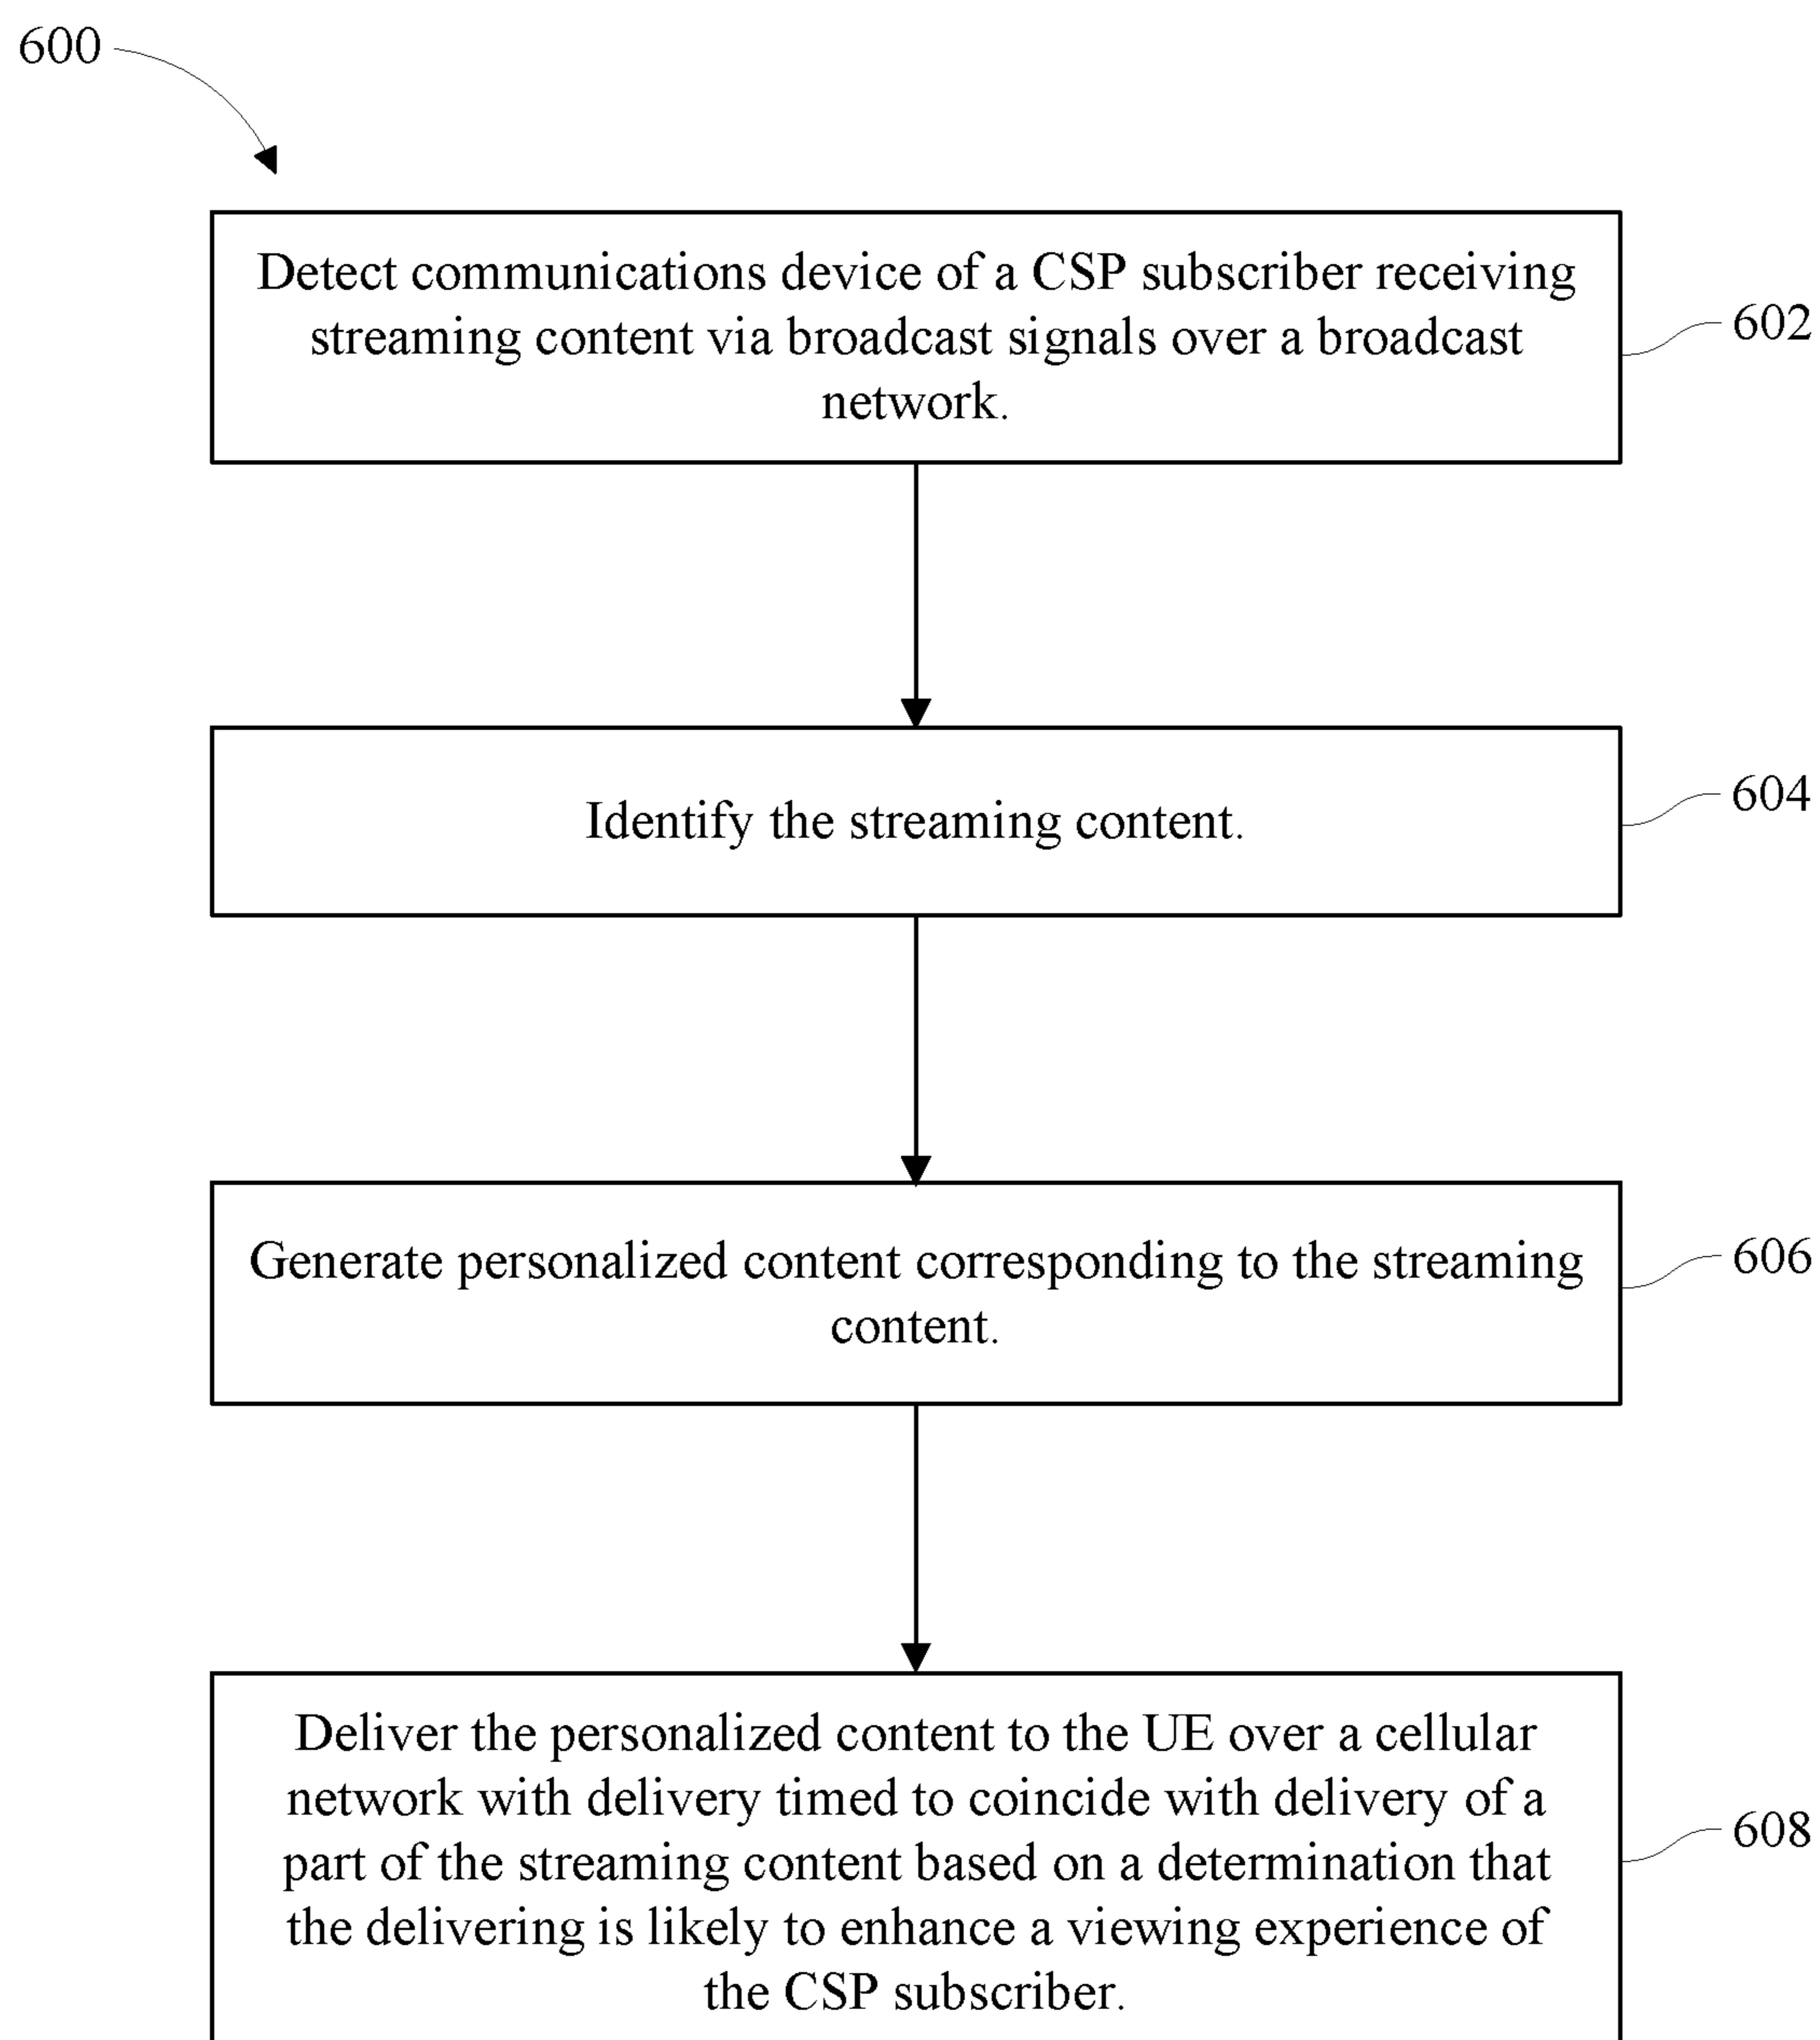 600
Detect communications device of a CSP subscriber receiving
streaming content via broadcast signals over a broadcast
network.
602
Identify the streaming content.
604
Generate personalized content corresponding to the streaming
content.
606
Deliver the personalized content to the UE over a cellular
network with delivery timed to coincide with delivery of a
part of the streaming content based on a determination that
the delivering is likely to enhance a viewing experience of
the CSP subscriber.
608